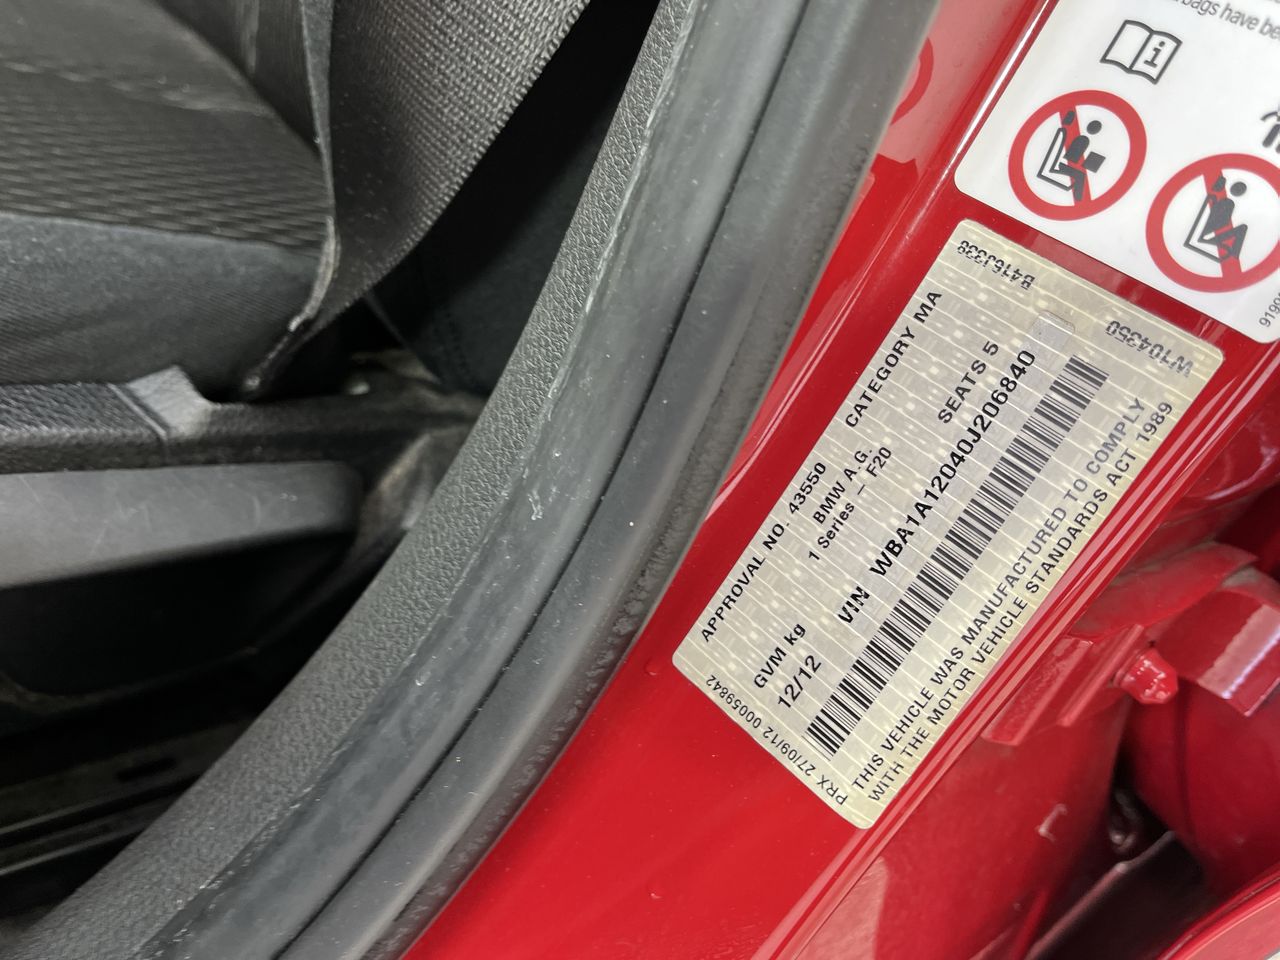 bags have be
9190
B416J338
W104350
APPROVAL NO. 43550 CATEGORY MA
BMW A.G.
1 Series - F20 SEATS 5
GVM kg
12/12
VIN WBA1A12040J206840
THIS VEHICLE WAS MANUFACTURED TO COMPLY
WITH THE MOTOR VEHICLE STANDARDS ACT 1989
PRX 27/09/12 00059842